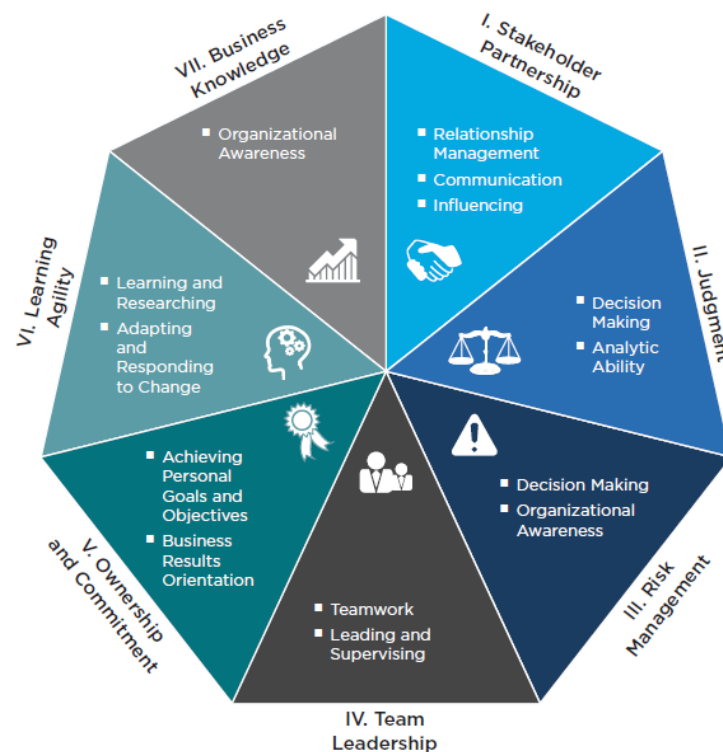 I. Stakeholder
Partnership
Relationship
Management
Communication
Influencing
II. Judgment
Decision
Making
Analytic
Ability
III. Risk
Management
Decision Making
Organizational
Awareness
IV. Team
Leadership
Teamwork
Leading and
Supervising
V. Ownership
and Commitment
Achieving
Personal
Goals and
Objectives
Business
Results
Orientation
VI. Learning
Agility
Learning and
Researching
Adapting
and
Responding
to Change
VII. Business
Knowledge
Organizational
Awareness